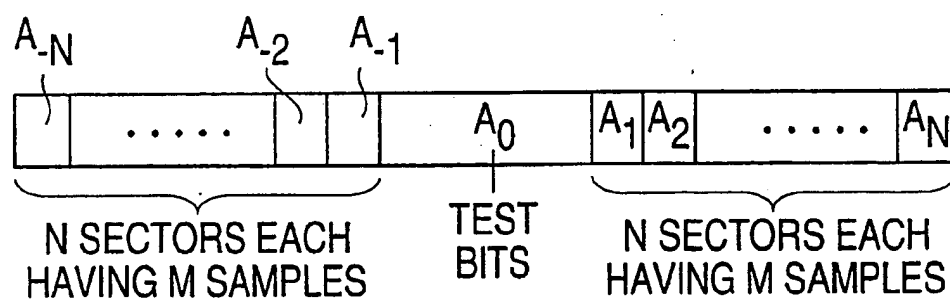 A-N A-2 A-1
..... A0 A1 A2 ..... AN
N SECTORS EACH
HAVING M SAMPLES
TEST
BITS
N SECTORS EACH
HAVING M SAMPLES